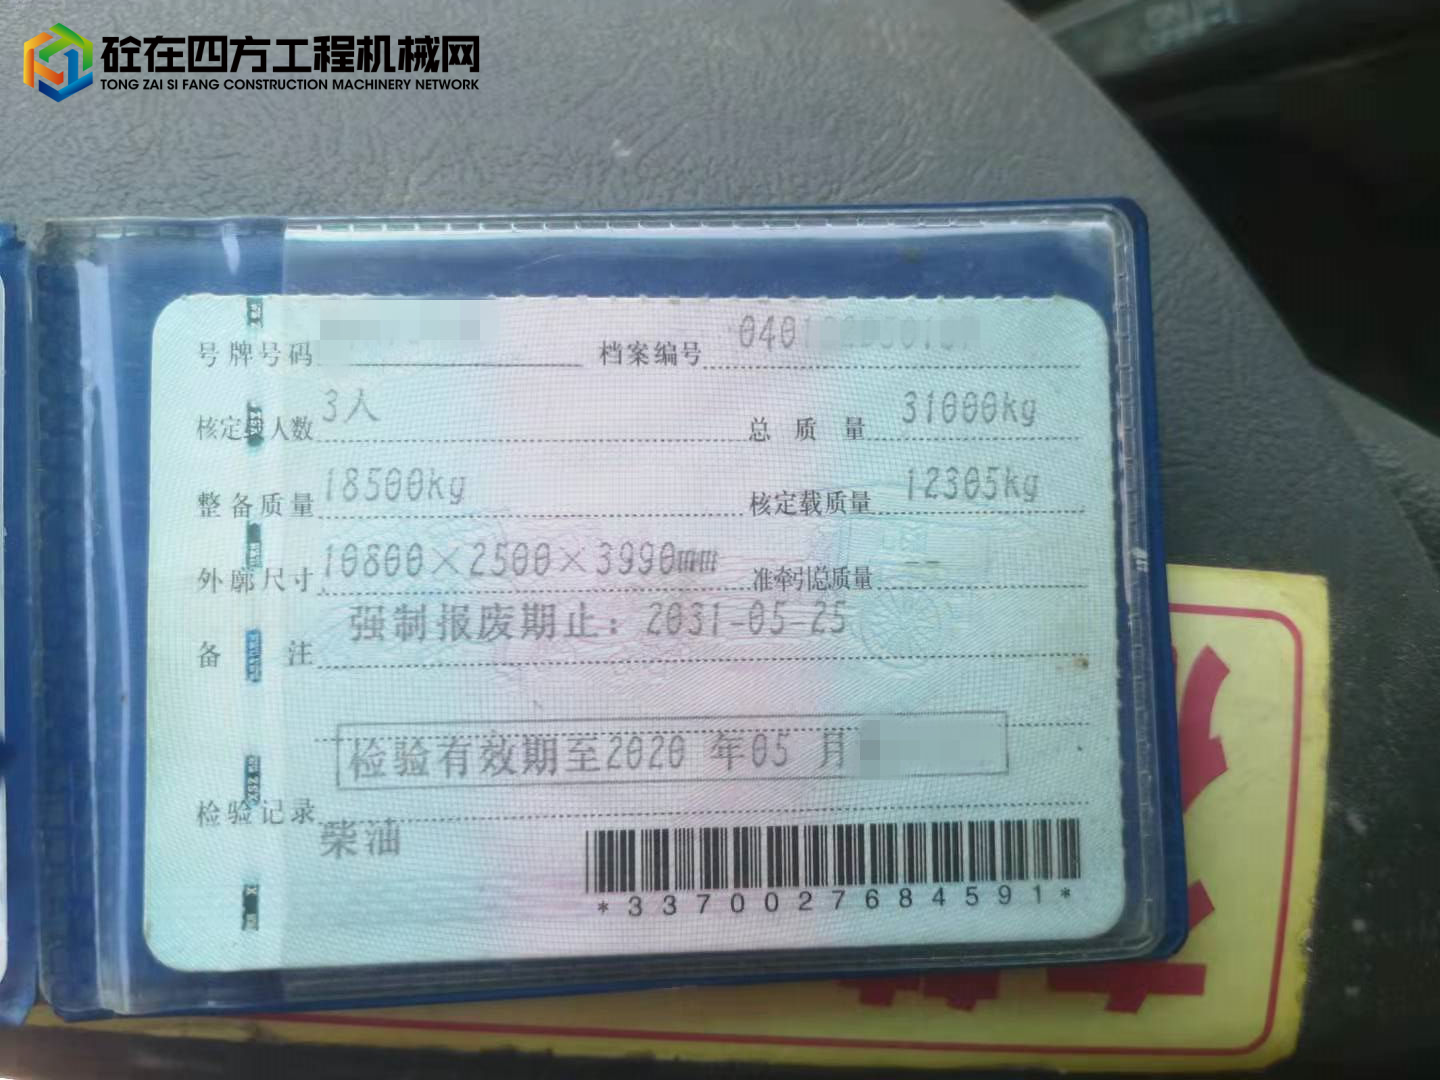 砼在四方工程机械网
TONG ZAI SI FANG CONSTRUCTION MACHINERY NETWORK
号牌号码 档案编号 040
核定 人数 3人 总质量 31000kg
整备质量 18500kg 核定载质量 12305kg
外廓尺寸 10800×2500×3990mm 准牵引总质量 --
备注 强制报废期止：2031-05-25
检验有效期至2020 年05 月
检验记录
柴油
*3370027684591*